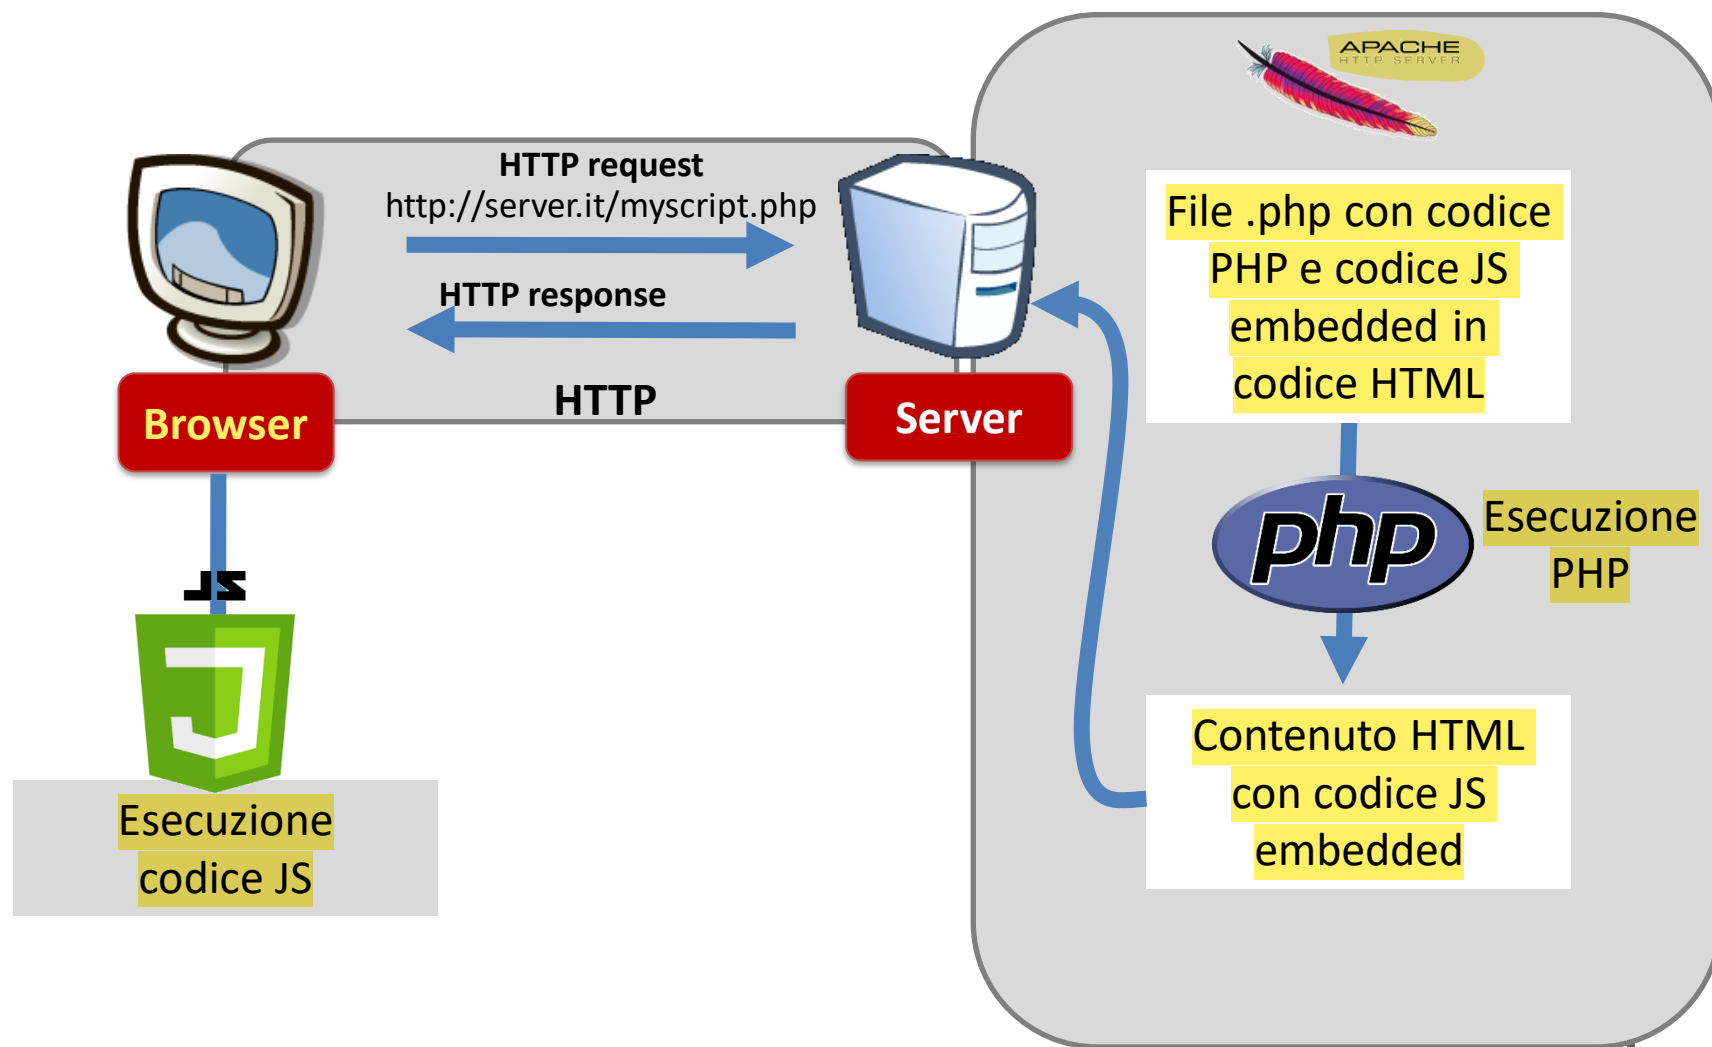 APACHE
HTTP SERVER
HTTP request
http://server.it/myscript.php
HTTP response
HTTP
Browser
Server
File .php con codice
PHP e codice JS
embedded in
codice HTML
php
Esecuzione
PHP
Contenuto HTML
con codice JS
embedded
JS
J
Esecuzione
codice JS